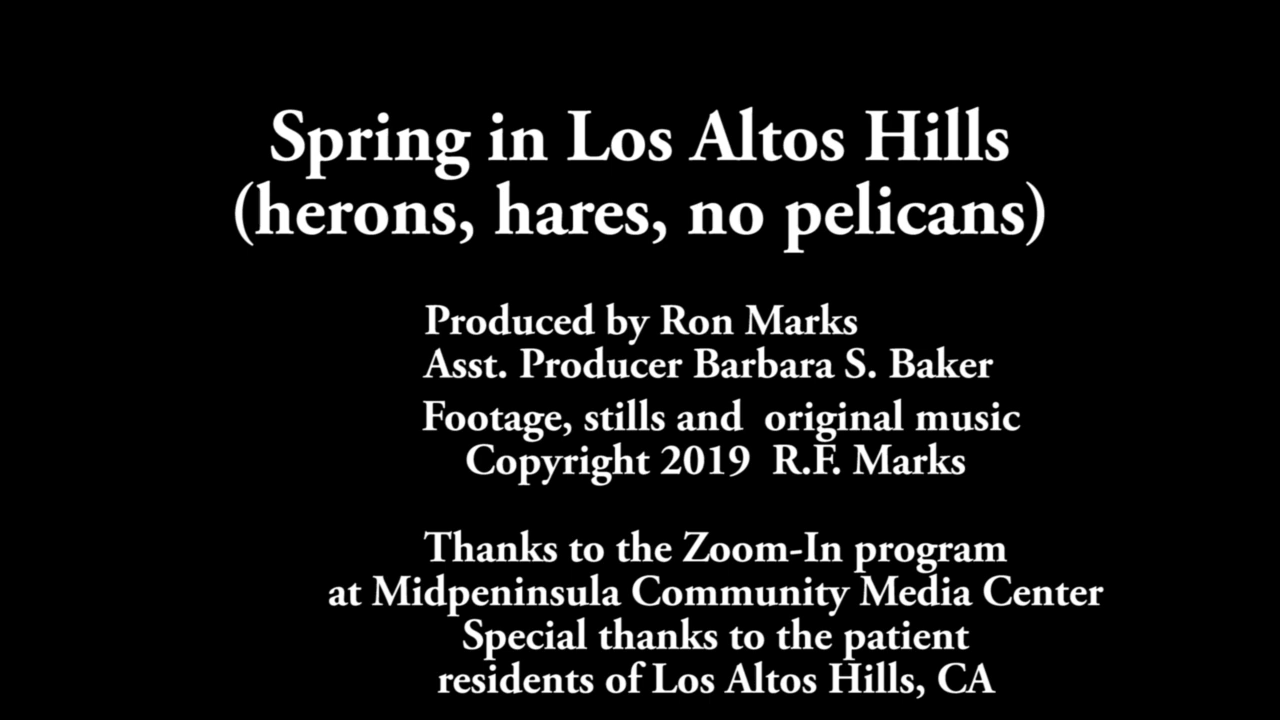 Spring in Los Altos Hills
(herons, hares, no pelicans)
Produced by Ron Marks
Asst. Producer Barbara S. Baker
Footage, stills and original music
Copyright 2019 R.F. Marks
Thanks to the Zoom-In program
at Midpeninsula Community Media Center
Special thanks to the patient
residents of Los Altos Hills, CA